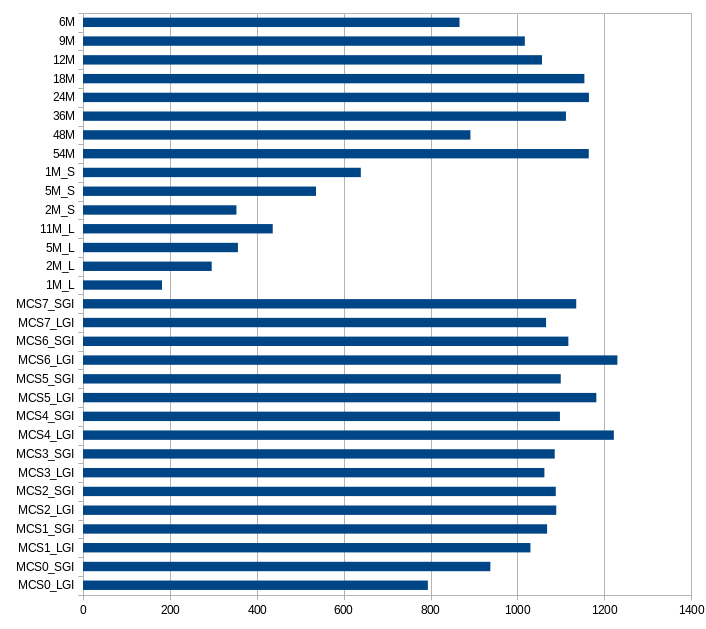 6M
9M
12M
18M
24M
36M
48M
54M
1M_S
5M_S
2M_S
11M_L
5M_L
2M_L
1M_L
MCS7_SGI
MCS7_LGI
MCS6_SGI
MCS6_LGI
MCS5_SGI
MCS5_LGI
MCS4_SGI
MCS4_LGI
MCS3_SGI
MCS3_LGI
MCS2_SGI
MCS2_LGI
MCS1_SGI
MCS1_LGI
MCS0_SGI
MCS0_LGI
0 200 400 600 800 1000 1200 1400